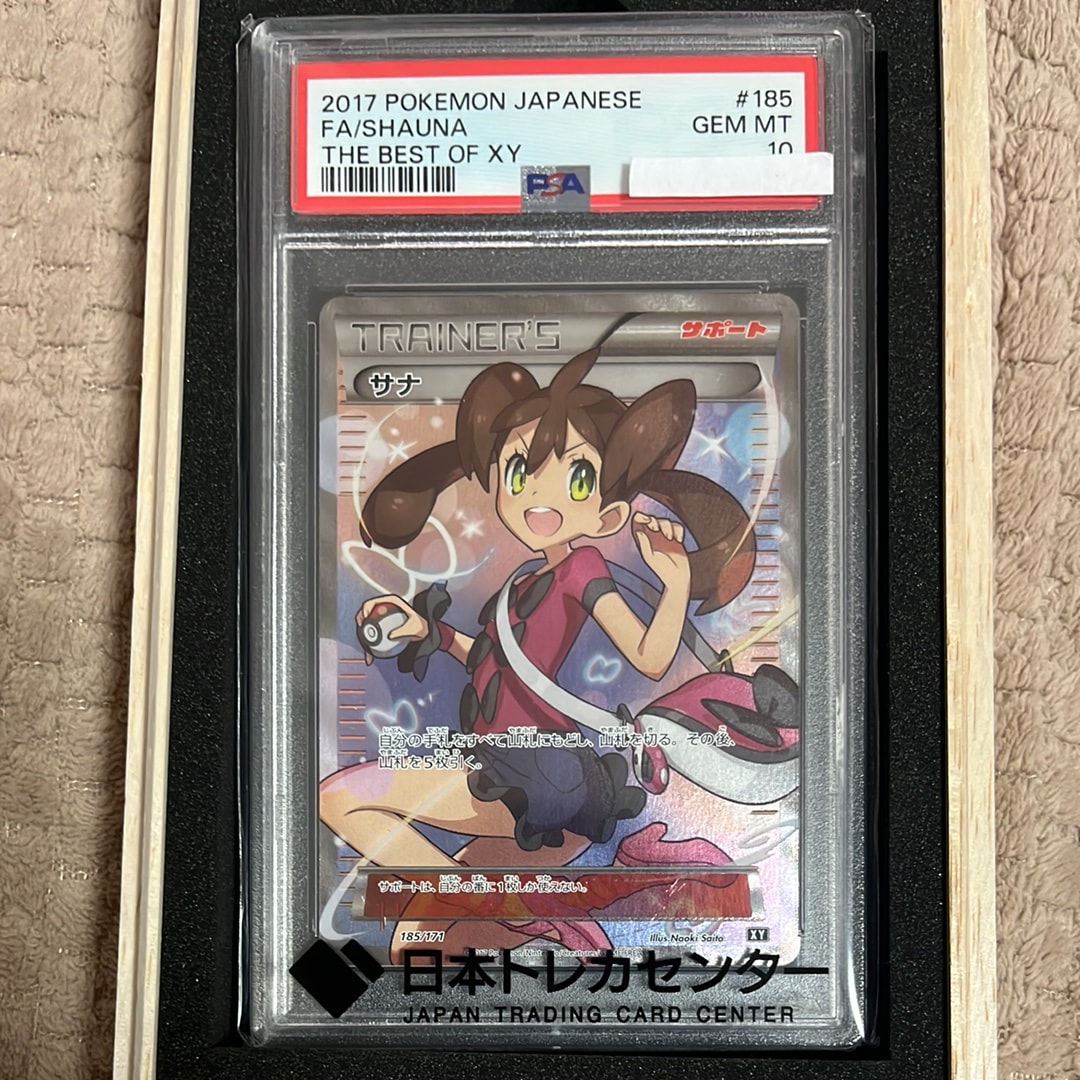 2017 POKEMON JAPANESE #185
FA/SHAUNA GEM MT
THE BEST OF XY 10
PSA
TRAINER'S サポート
サナ
自分の手札をすべて山札にもどし、山札を切る。その後、
山札を5枚引く。
サポートは、自分の番に1枚しか使えない。
185/171 Illus. Naoki Saito XY
日本トレカセンター
JAPAN TRADING CARD CENTER